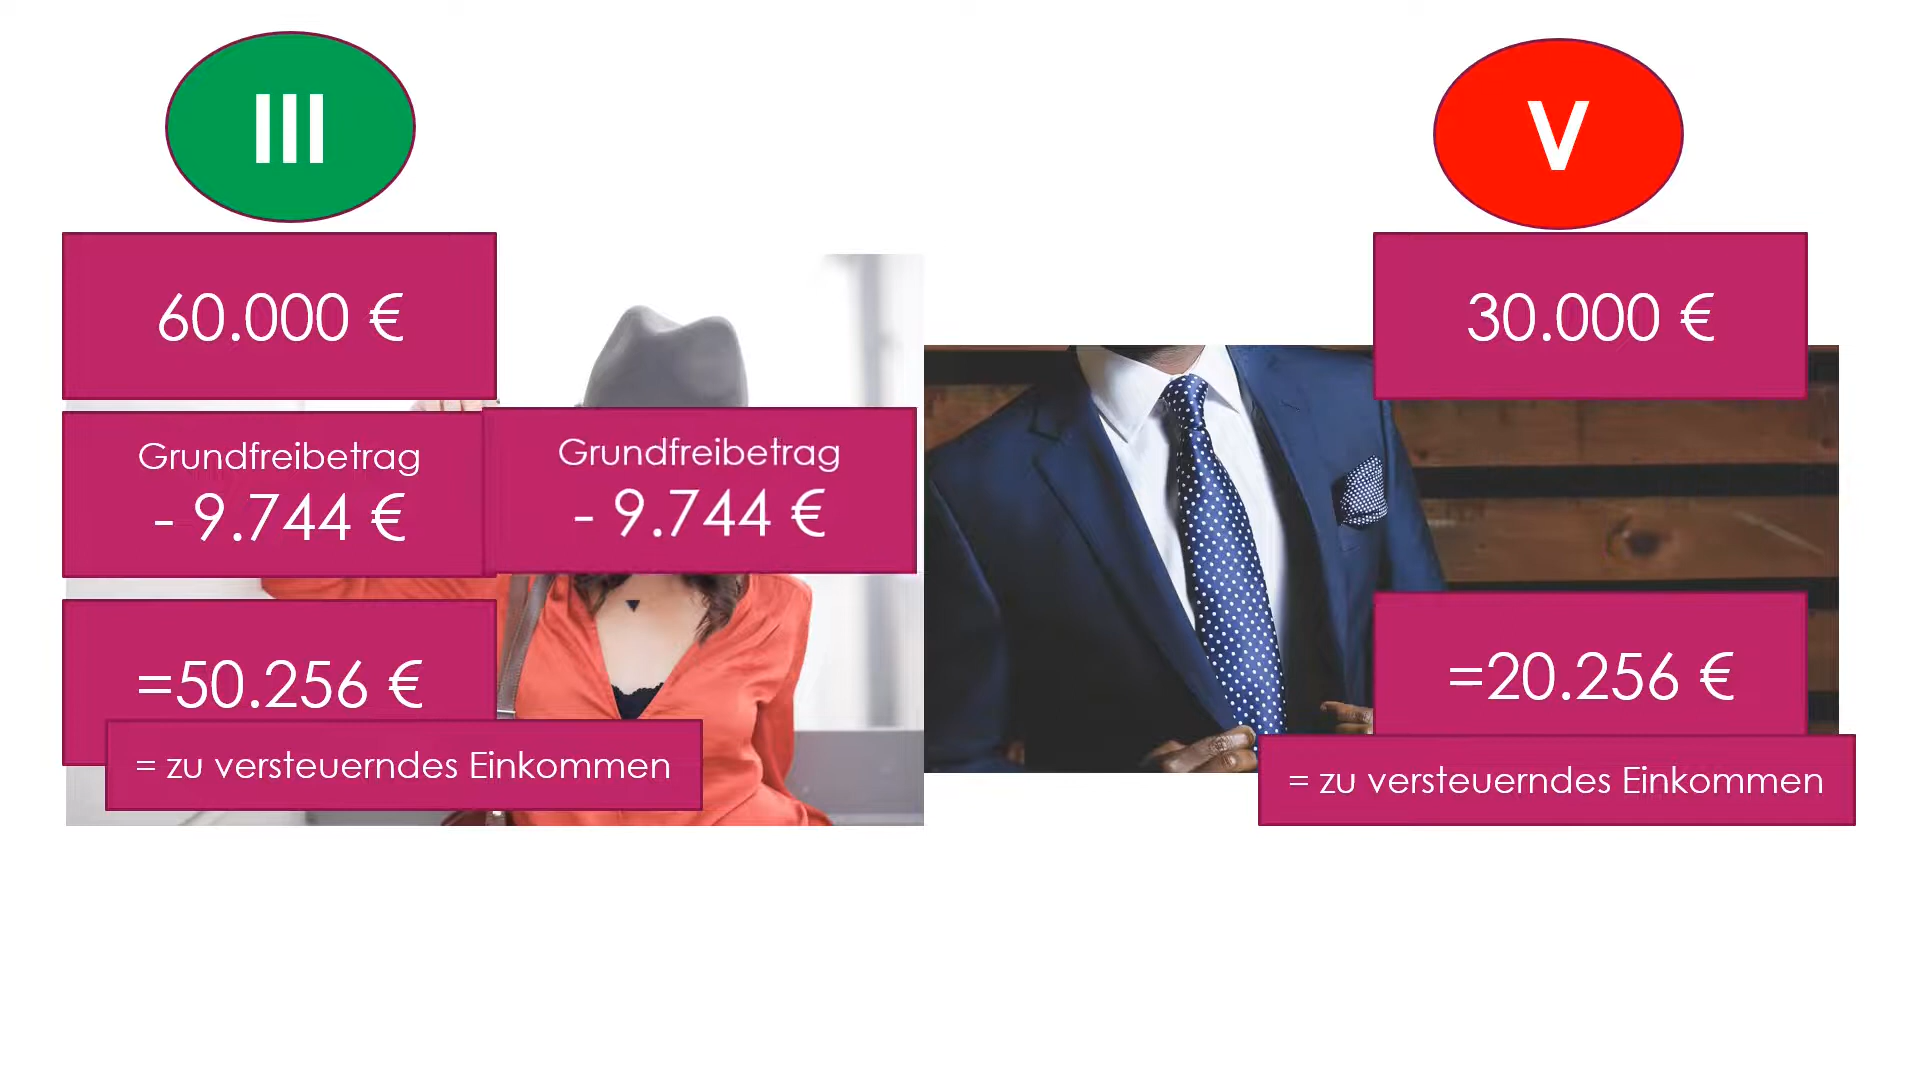 III
V
60.000 €
30.000 €
Grundfreibetrag
- 9.744 €
Grundfreibetrag
- 9.744 €
=50.256 €
=20.256 €
= zu versteuerndes Einkommen
= zu versteuerndes Einkommen